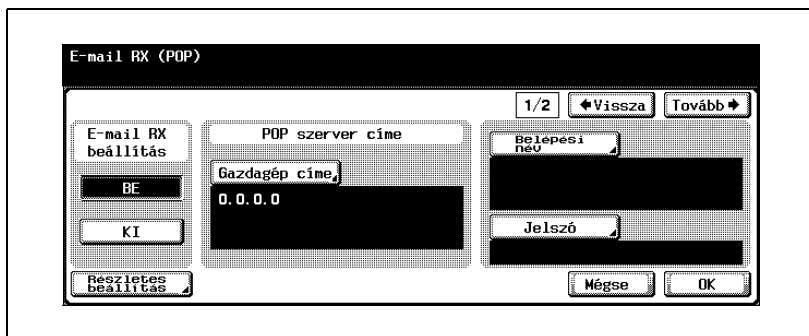 E-mail RX (POP)
1/2
Vissza
Tovább
E-mail RX
beállítás
BE
KI
Részletes
beállítás
POP szerver címe
Gazdagép címe
0.0.0.0
Belépési
név
Jelszó
Mégse
OK